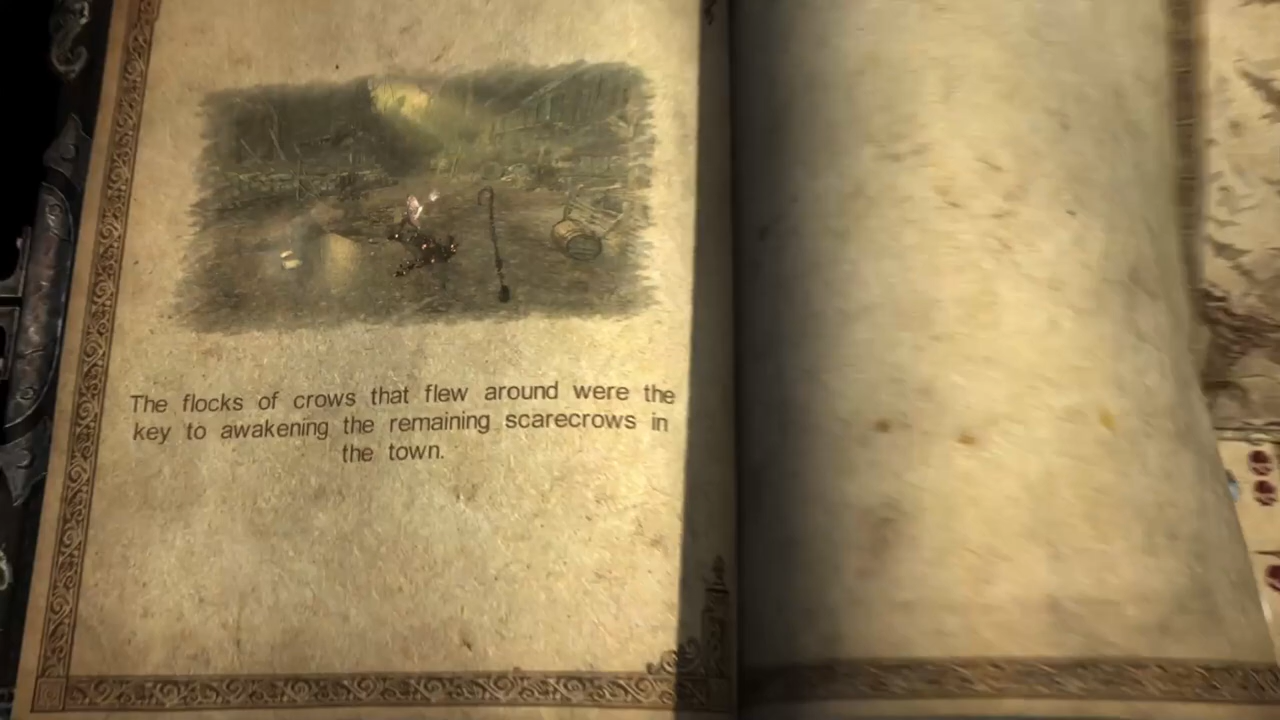 The flocks of crows that flew around were the
key to awakening the remaining scarecrows in
the town.